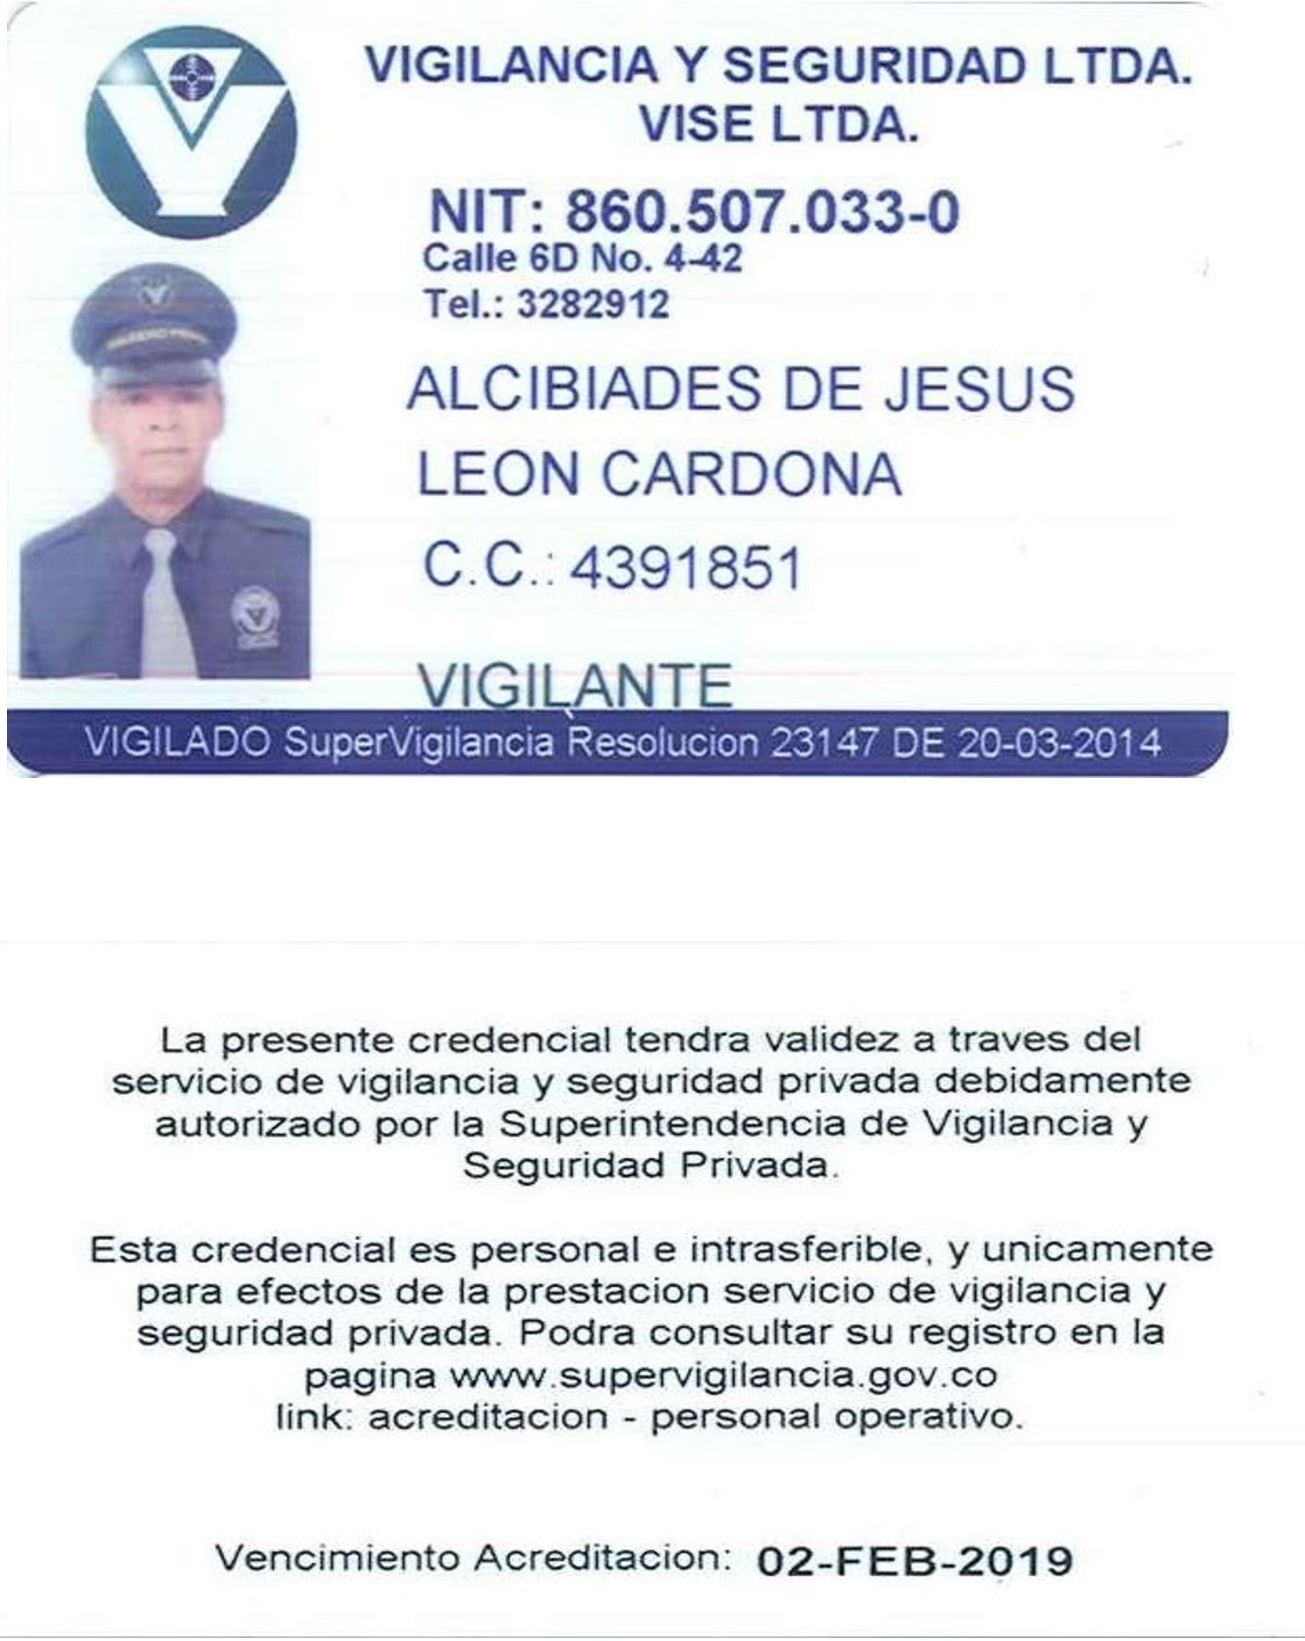 VIGILANCIA Y SEGURIDAD LTDA.
VISE LTDA.
NIT: 860.507.033-0
Calle 6D No. 4-42
Tel.: 3282912
ALCIBIADES DE JESUS
LEON CARDONA
C.C.: 4391851
VIGILANTE
VIGILADO SuperVigilancia Resolucion 23147 DE 20-03-2014
La presente credencial tendra validez a traves del
servicio de vigilancia y seguridad privada debidamente
autorizado por la Superintendencia de Vigilancia y
Seguridad Privada.
Esta credencial es personal e intrasferible, y unicamente
para efectos de la prestacion servicio de vigilancia y
seguridad privada. Podra consultar su registro en la
pagina www.supervigilancia.gov.co
link: acreditacion - personal operativo.
Vencimiento Acreditacion: 02-FEB-2019